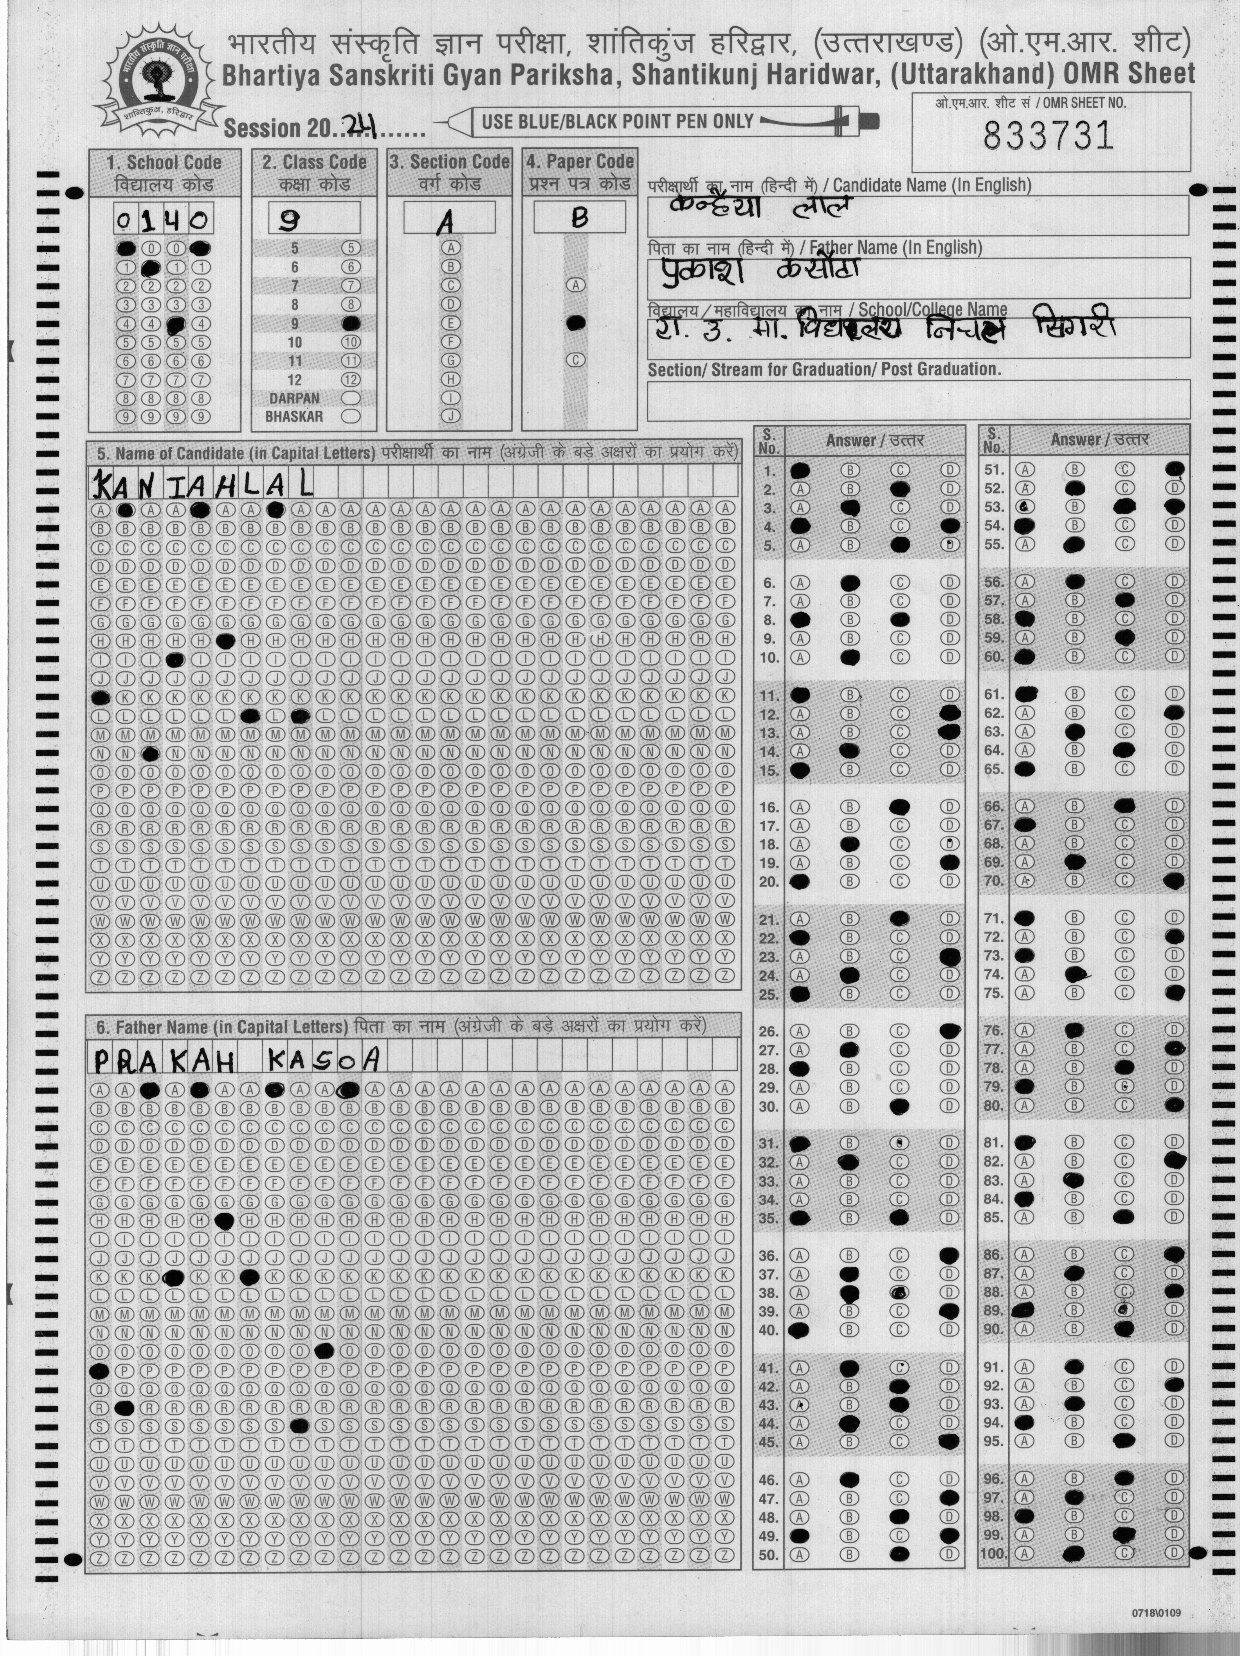 भारतीय संस्कृति ज्ञान परीक्षा, शांतिकुंज हरिद्वार, (उत्तराखण्ड) (ओ.एम.आर. शीट)
Bhartiya Sanskriti Gyan Pariksha, Shantikunj Haridwar, (Uttarakhand) OMR Sheet
Session 20..24............
USE BLUE/BLACK POINT PEN ONLY
ओ.एम.आर. शीट सं / OMR SHEET NO.
833731
1. School Code
विद्यालय कोड
0140
2. Class Code
कक्षा कोड
9
5
6
7
8
9
10
11
12
DARPAN
BHASKAR
3. Section Code
वर्ग कोड
A
4. Paper Code
प्रश्न पत्र कोड
B
परीक्षार्थी का नाम (हिन्दी में) / Candidate Name (In English)
कन्हैया लाल
पिता का नाम (हिन्दी में) / Father Name (In English)
प्रकाश कसौटा
विद्यालय / महाविद्यालय का नाम / School/College Name
रा. उ. मा. विद्यालय निचला सिगरी
Section/ Stream for Graduation/ Post Graduation.
5. Name of Candidate (in Capital Letters) परीक्षार्थी का नाम (अंग्रेजी के बड़े अक्षरों का प्रयोग करें)
KANIAHLAL
6. Father Name (in Capital Letters) पिता का नाम (अंग्रेजी के बड़े अक्षरों का प्रयोग करें)
PRAKAH KASOA
S. No. Answer / उत्तर
S. No. Answer / उत्तर
0718\0109